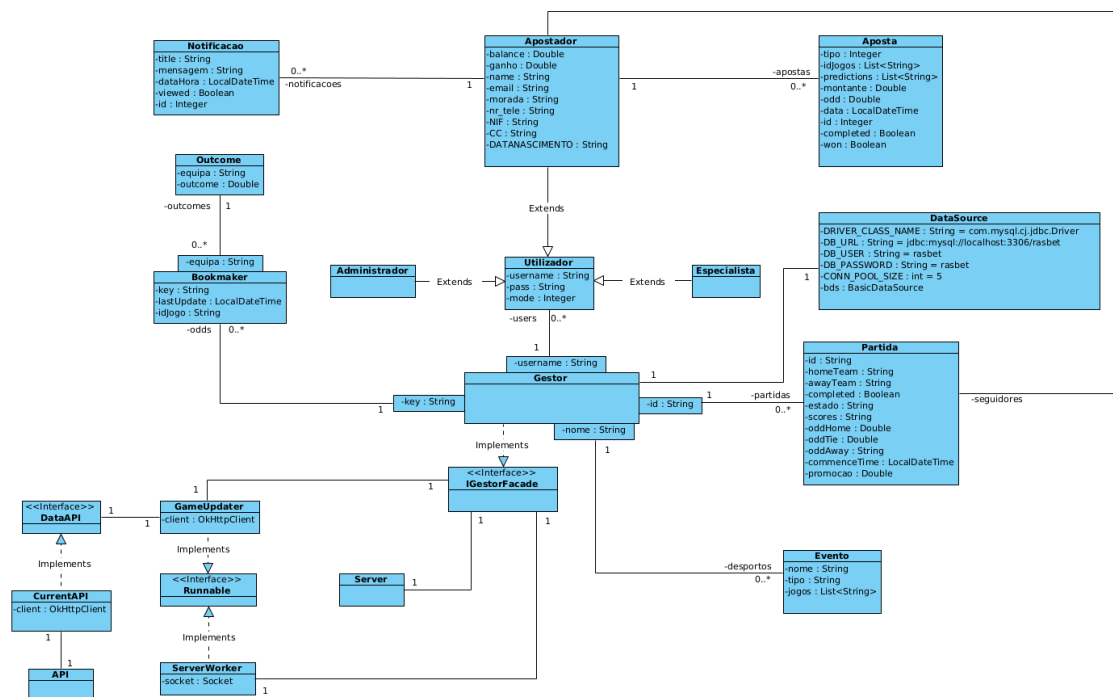 Notificacao
-title : String
-mensagem : String
-dataHora : LocalDateTime
-viewed : Boolean
-id : Integer
0..*
-notificacoes
1
Apostador
-balance : Double
-ganho : Double
-name : String
-email : String
-morada : String
-nr_tele : String
-NIF : String
-CC : String
-DATANASCIMENTO : String
1
-apostas
0..*
Aposta
-tipo : Integer
-idJogos : List<String>
-predictions : List<String>
-montante : Double
-odd : Double
-data : LocalDateTime
-id : Integer
-completed : Boolean
-won : Boolean
Outcome
-equipa : String
-outcome : Double
-outcomes
1
0..*
-equipa : String
Bookmaker
-key : String
-lastUpdate : LocalDateTime
-idJogo : String
-odds
0..*
Extends
Administrador
Extends
Utilizador
-username : String
-pass : String
-mode : Integer
Extends
Especialista
-users
0..*
1
DataSource
-DRIVER_CLASS_NAME : String = com.mysql.cj.jdbc.Driver
-DB_URL : String = jdbc:mysql://localhost:3306/rasbet
-DB_USER : String = rasbet
-DB_PASSWORD : String = rasbet
-CONN_POOL_SIZE : int = 5
-bds : BasicDataSource
1
-username : String
Gestor
1
1
-key : String
-id : String
1
-nome : String
1
-partidas
0..*
Partida
-id : String
-homeTeam : String
-awayTeam : String
-completed : Boolean
-estado : String
-scores : String
-oddHome : Double
-oddTie : Double
-oddAway : String
-commenceTime : LocalDateTime
-promocao : Double
-seguidores
Implements
<<Interface>>
IGestorFacade
1
1
1
1
<<Interface>>
DataAPI
1
1
GameUpdater
-client : OkHttpClient
Implements
Implements
<<Interface>>
Runnable
Server
1
-desportos
0..*
Evento
-nome : String
-tipo : String
-jogos : List<String>
CurrentAPI
-client : OkHttpClient
1
1
API
Implements
ServerWorker
-socket : Socket
1